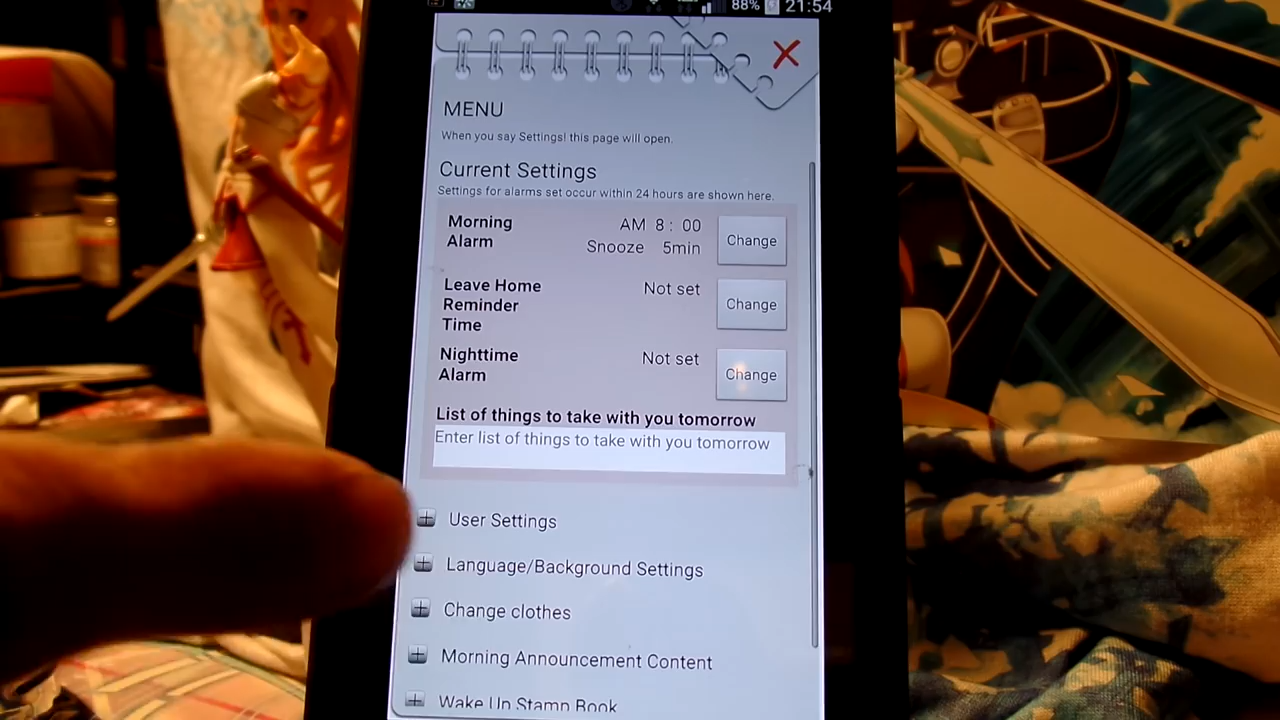 88% 21:54
MENU
When you say Settings! this page will open.
Current Settings
Settings for alarms set occur within 24 hours are shown here.
Morning Alarm
AM 8 : 00
Snooze 5min
Change
Leave Home Reminder Time
Not set
Change
Nighttime Alarm
Not set
Change
List of things to take with you tomorrow
Enter list of things to take with you tomorrow
User Settings
Language/Background Settings
Change clothes
Morning Announcement Content
Wake Up Stamp Book